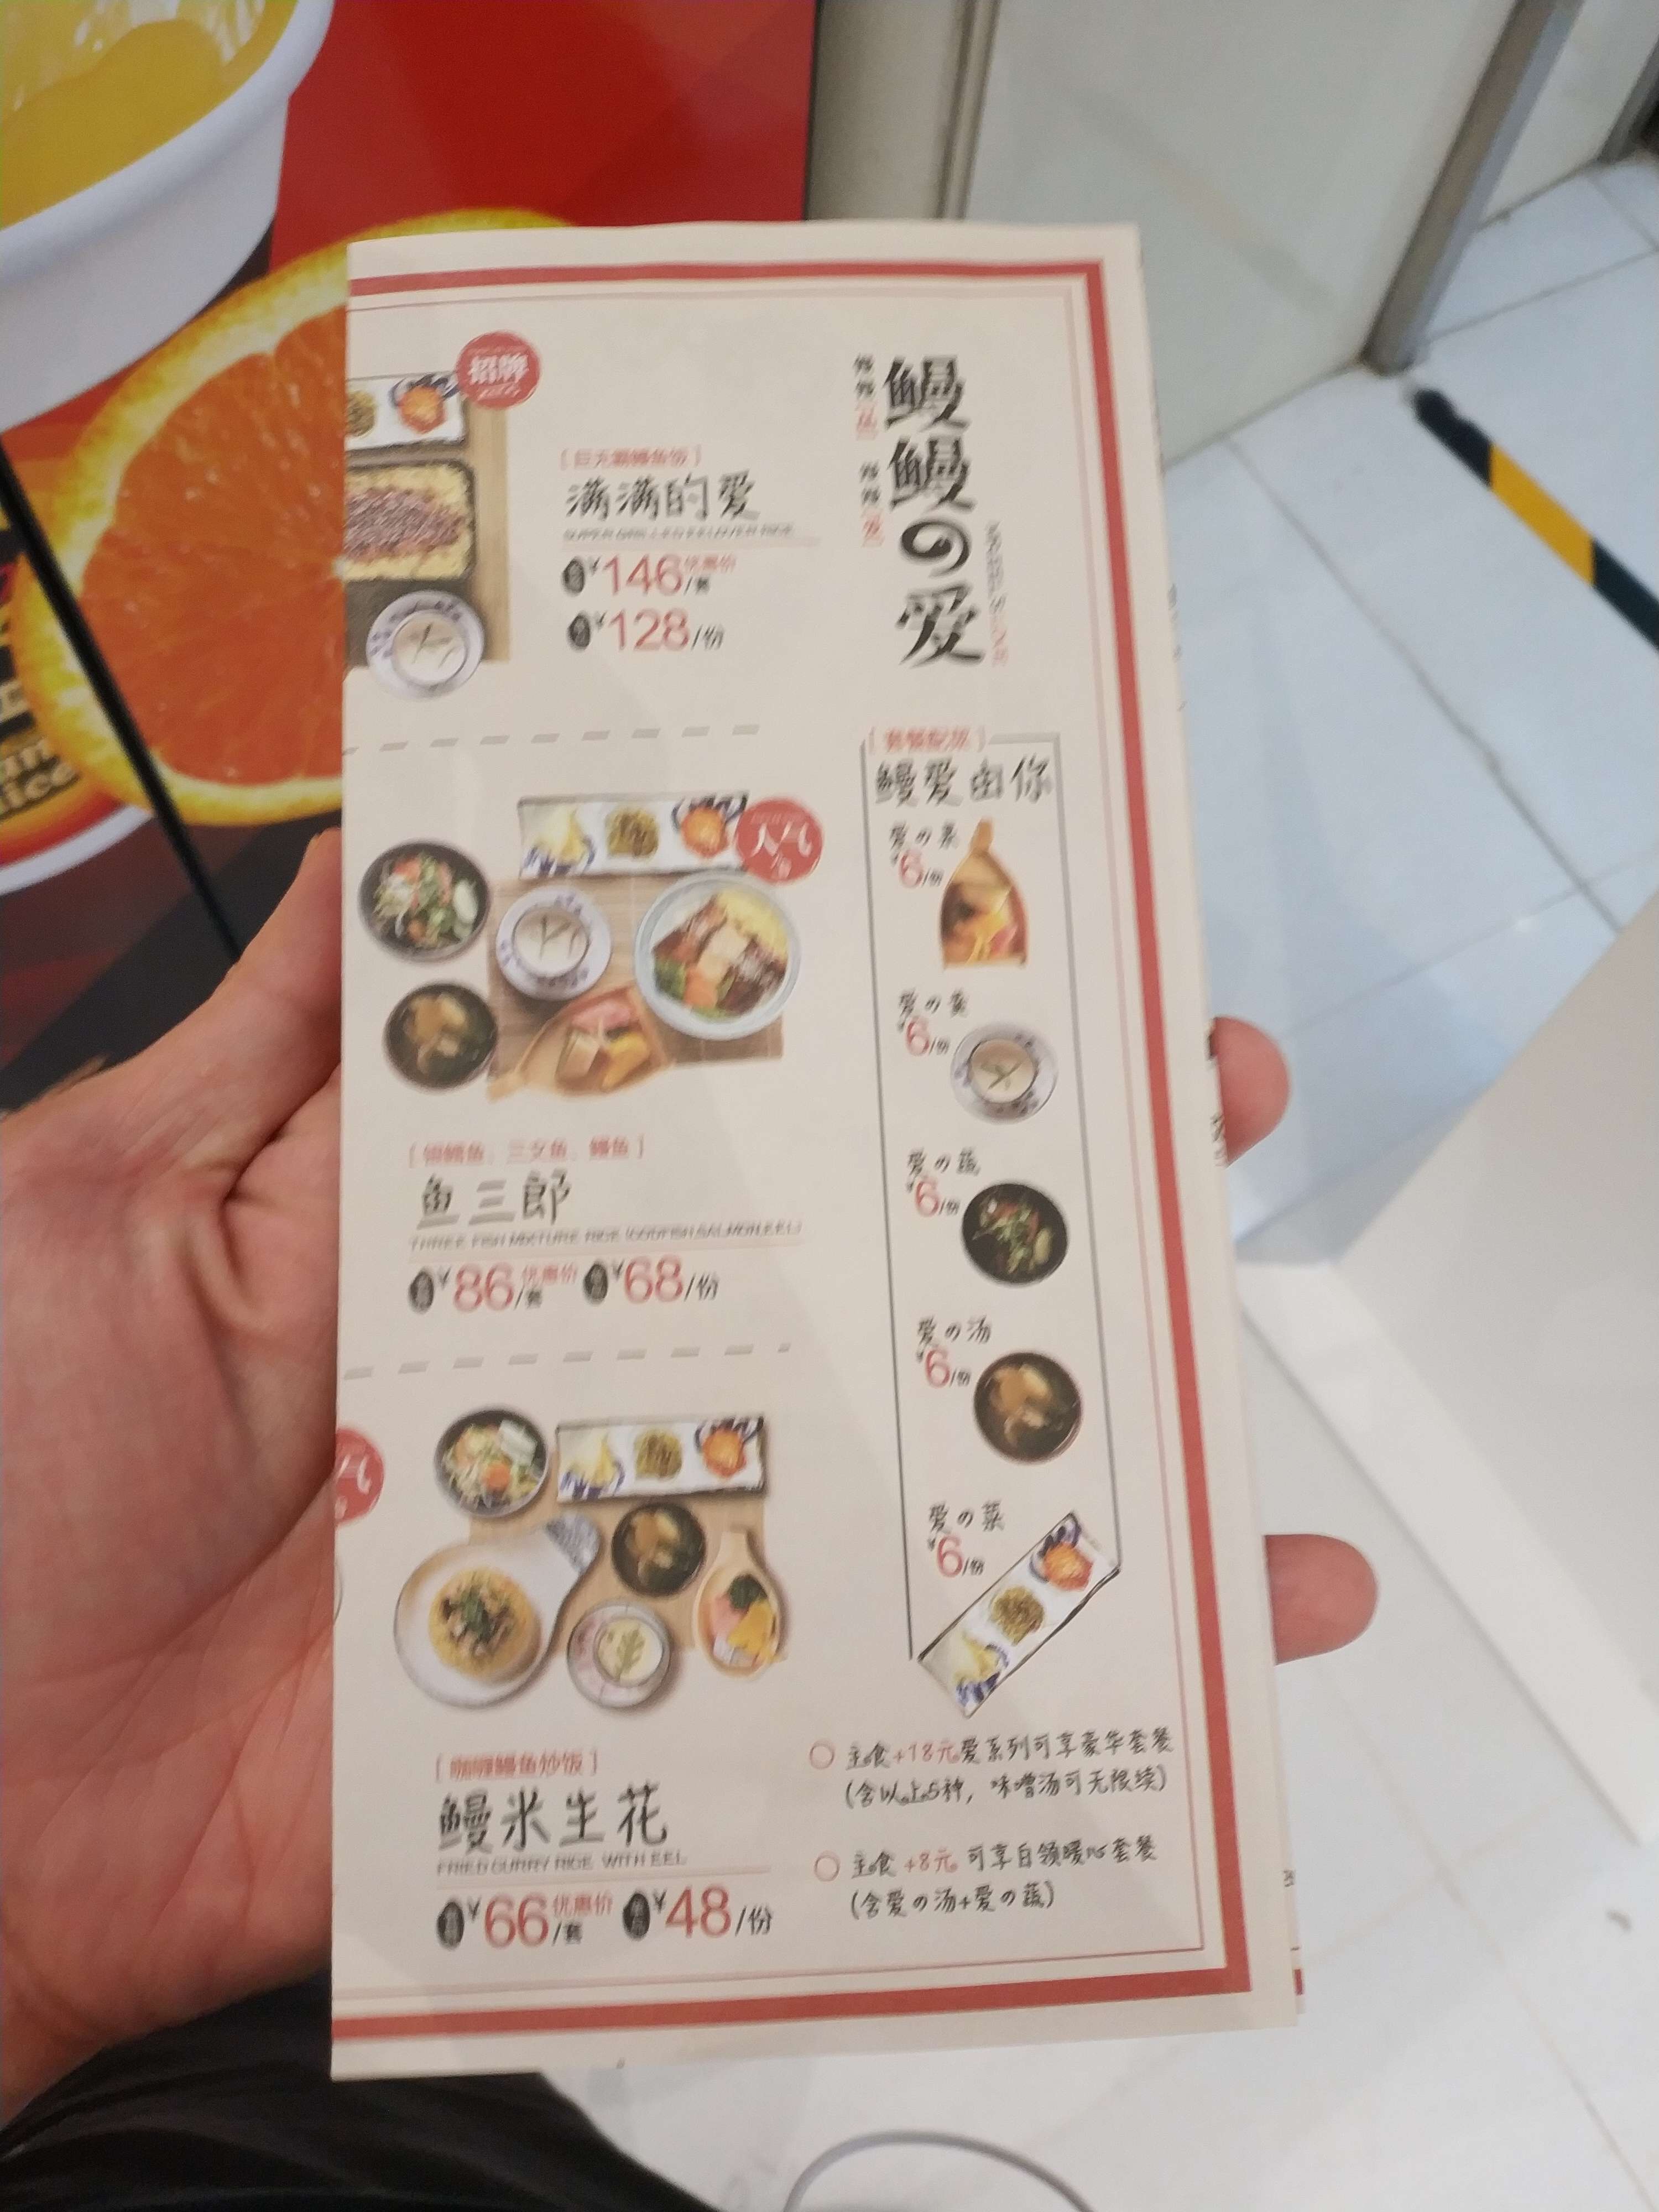 招牌
[巨无霸鳗鱼饭]
满满的爱
SUPER GRILLED EEL OVER RICE
¥146/套 优惠价
¥128/份
鳗鳗の爱
[套餐配菜]
鳗爱由你
爱の果
¥6/份
爱の蛋
¥6/份
爱の蔬
¥6/份
爱の汤
¥6/份
爱の菜
¥6/份
人气
[银鳕鱼、三文鱼、鳗鱼]
鱼三郎
THREE FISH MIXTURE RICE (CODFISH,SALMON,EEL)
¥86/套 优惠价 ¥68/份
[咖喱鳗鱼炒饭]
鳗米生花
FRIED CURRY RICE WITH EEL
¥66/套 优惠价 单品 ¥48/份
主食+18元爱系列可享豪华套餐
(含以上5种，味噌汤可无限续)
主食+8元 可享白领暖心套餐
(含爱の汤+爱の蔬)